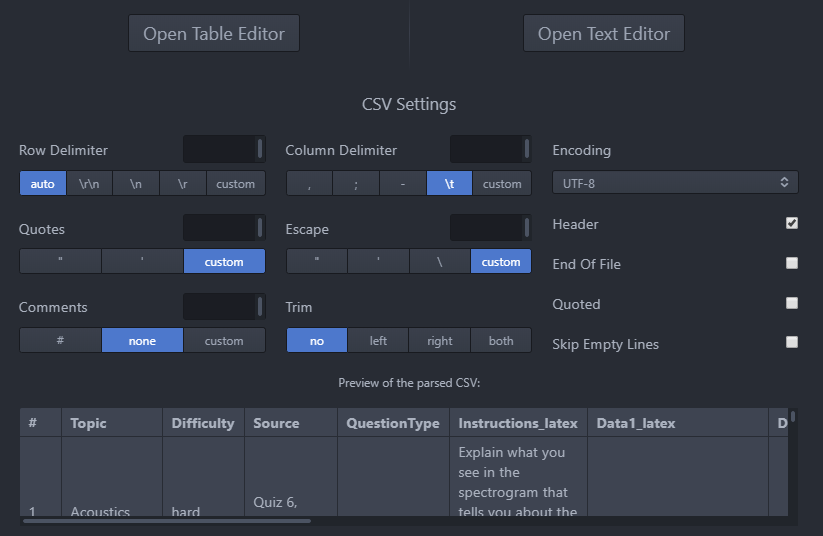 Open Table Editor Open Text Editor
CSV Settings
Row Delimiter Column Delimiter Encoding
auto \r\n \n \r custom , ; - \t custom UTF-8
Quotes Escape Header
" ' custom " ' \ custom
End Of File
Comments Trim Quoted
# none custom no left right both
Skip Empty Lines
Preview of the parsed CSV:
# Topic Difficulty Source QuestionType Instructions_latex Data1_latex D
Explain what you
see in the
spectrogram that
1 Acoustics hard Quiz 6, tells you about the